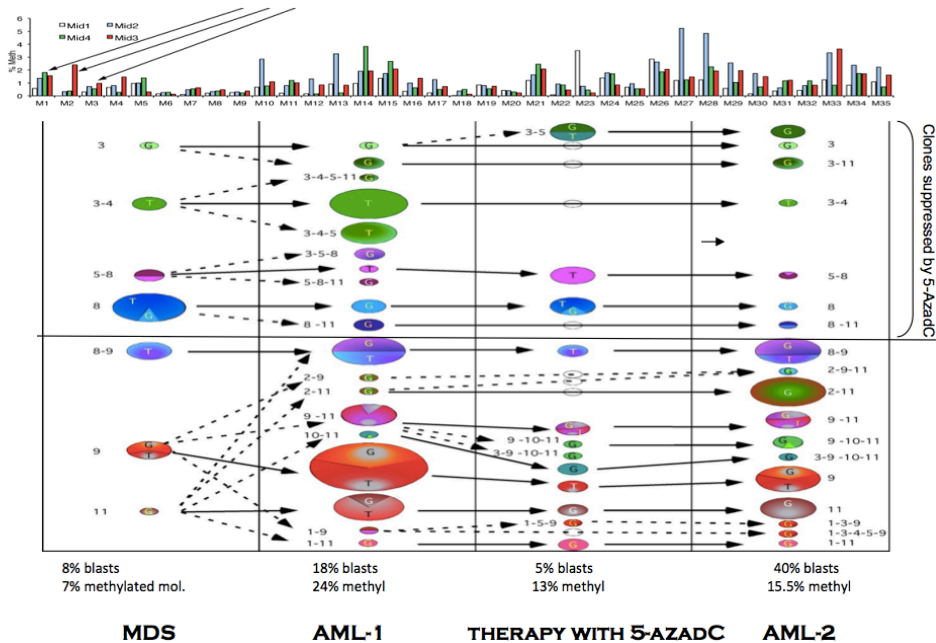 6
5
4
3
2
1
0
% Meth
Mid1 Mid2
Mid4 Mid3
M1 M2 M3 M4 M5 M6 M7 M8 M9 M10 M11 M12 M13 M14 M15 M16 M17 M18 M19 M20 M21 M22 M23 M24 M25 M26 M27 M28 M29 M30 M31 M32 M33 M34 M35
Clones suppressed by 5-AzadC
3-5 G T G
3 G G G 3
G G 3-11
3-4-5-11 G
3-4 T T T 3-4
3-4-5 T
3-5-8 G
5-8 T T 5-8
5-8-11 G
8 T G G T G G 8
8 -11 G 8 -11
8-9 T G T T G T 8-9
2-9 G G 2-9-11
2-11 G 2-11
9 -11 G T G T 9 -11
10-11 9 -10-11 G G 9 -10-11
9 G T G 3-9 -10-11 G G 3-9 -10-11
T T G T 9
11 G G T G 11
1-9 1-5-9 G G 1-3-9
G 1-3-4-5-9
1-11 G G G 1-11
8% blasts 18% blasts 5% blasts 40% blasts
7% methylated mol. 24% methyl 13% methyl 15.5% methyl
MDS AML-1 THERAPY WITH 5-AZADC AML-2